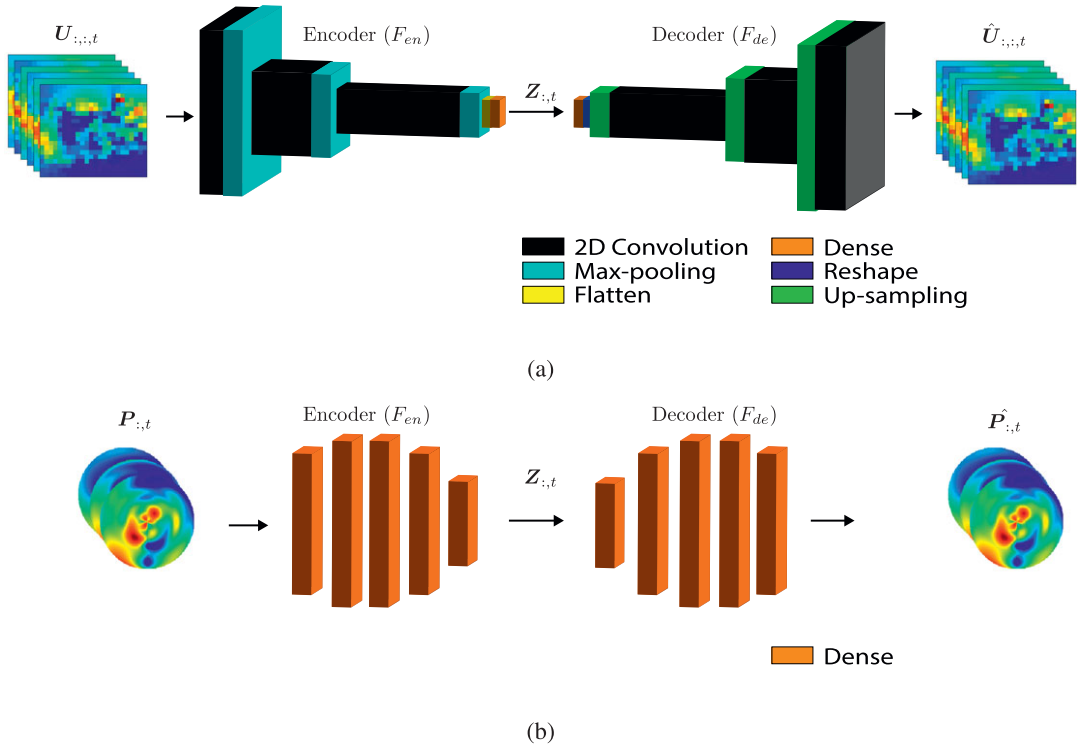 U:,:,t
Encoder (Fen)
Decoder (Fde)
Û:,:,t
Z:,t
2D Convolution
Dense
Max-pooling
Reshape
Flatten
Up-sampling
(a)
P:,t
Encoder (Fen)
Decoder (Fde)
P̂:,t
Z:,t
Dense
(b)